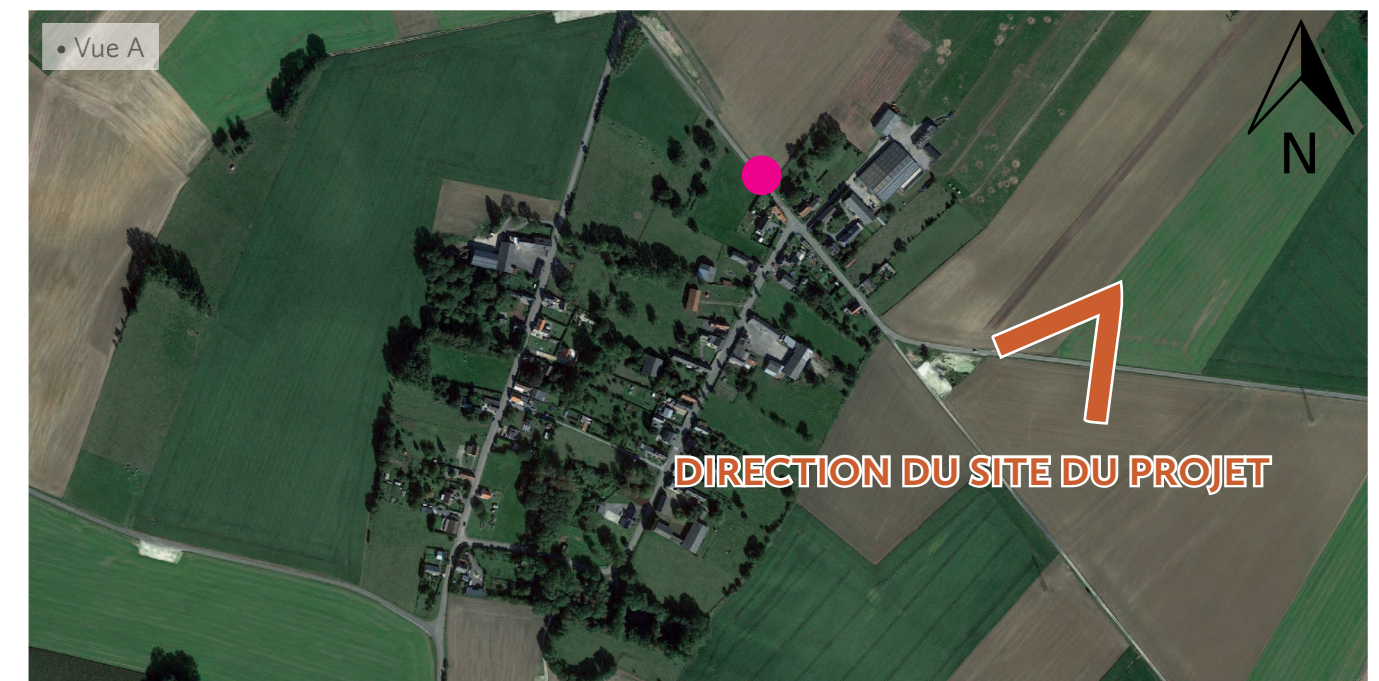 • Vue A
N
DIRECTION DU SITE DU PROJET